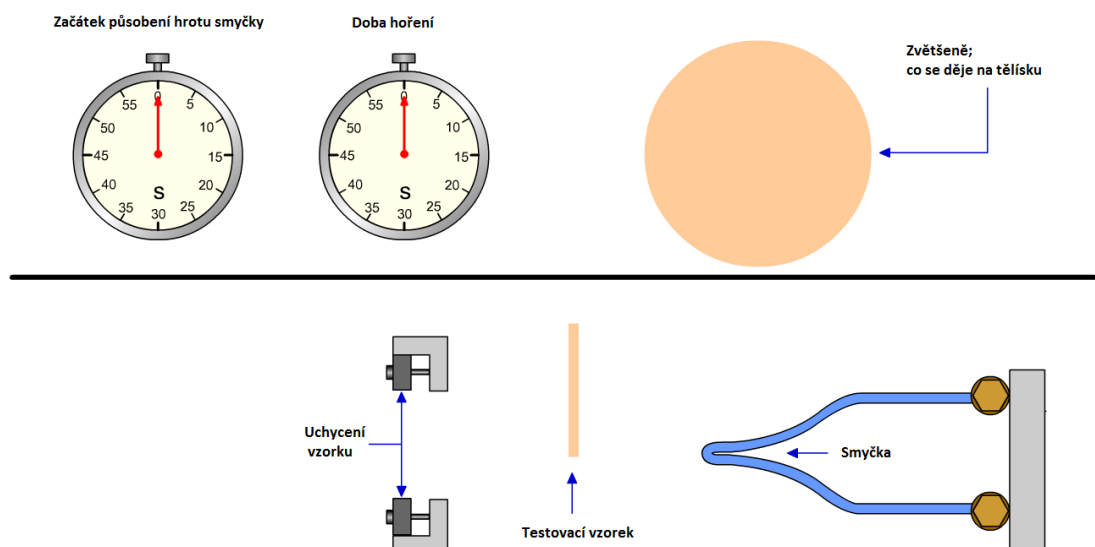 Začátek působení hrotu smyčky
Doba hoření
0
5
10
15
20
25
30
35
40
45
50
55
S
0
5
10
15
20
25
30
35
40
45
50
55
S
Zvětšeně;
co se děje na tělísku
Uchycení
vzorku
Testovací vzorek
Smyčka